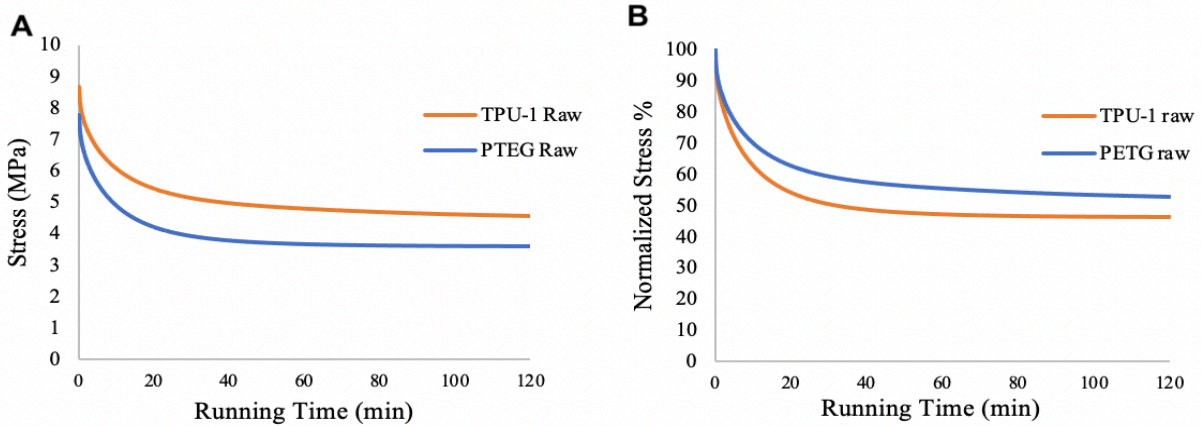 A
10
9
8
7
6
5
4
3
2
1
0
Stress (MPa)
TPU-1 Raw
PTEG Raw
0 20 40 60 80 100 120
Running Time (min)
B
100
90
80
70
60
50
40
30
20
10
0
Normalized Stress %
TPU-1 raw
PETG raw
0 20 40 60 80 100 120
Running Time (min)